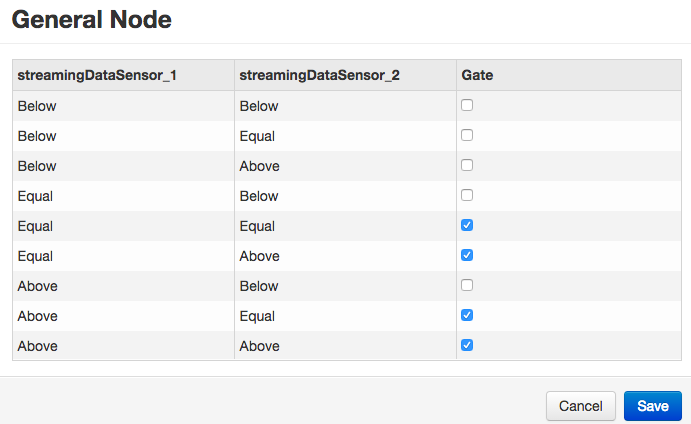 General Node
streamingDataSensor_1 streamingDataSensor_2 Gate
Below Below
Below Equal
Below Above
Equal Below
Equal Equal
Equal Above
Above Below
Above Equal
Above Above
Cancel Save